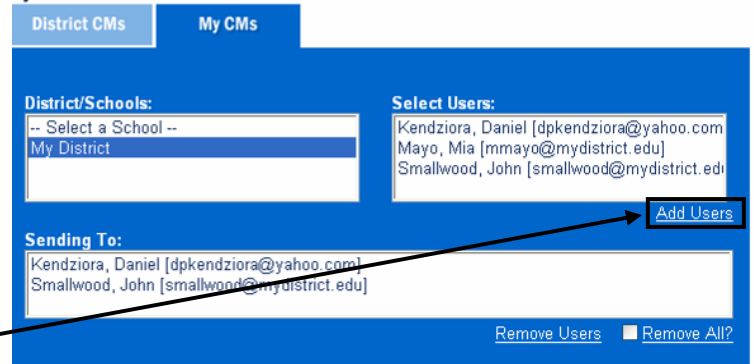 District CMs
My CMs
District/Schools:
-- Select a School --
My District
Select Users:
Kendziora, Daniel [dpkendziora@yahoo.com
Mayo, Mia [mmayo@mydistrict.edu]
Smallwood, John [smallwood@mydistrict.edu
Add Users
Sending To:
Kendziora, Daniel [dpkendziora@yahoo.com]
Smallwood, John [smallwood@mydistrict.edu]
Remove Users
Remove All?